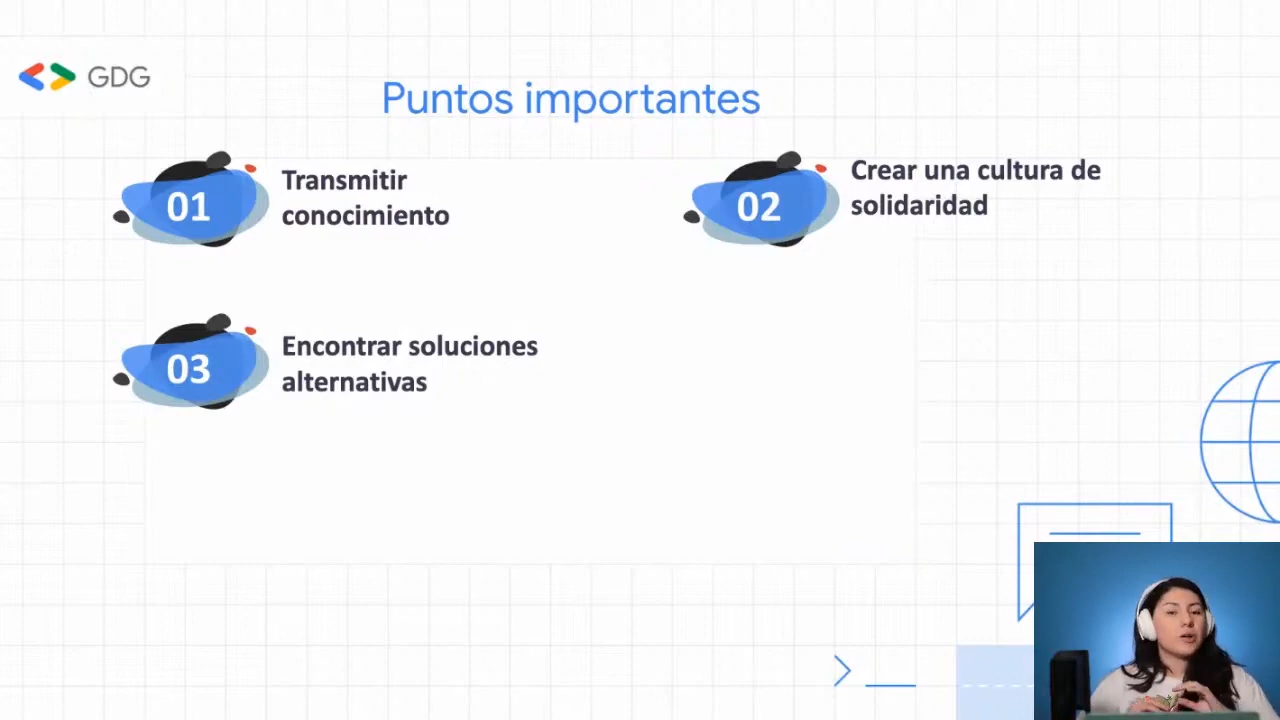 GDG
Puntos importantes
01
Transmitir
conocimiento
02
Crear una cultura de
solidaridad
03
Encontrar soluciones
alternativas